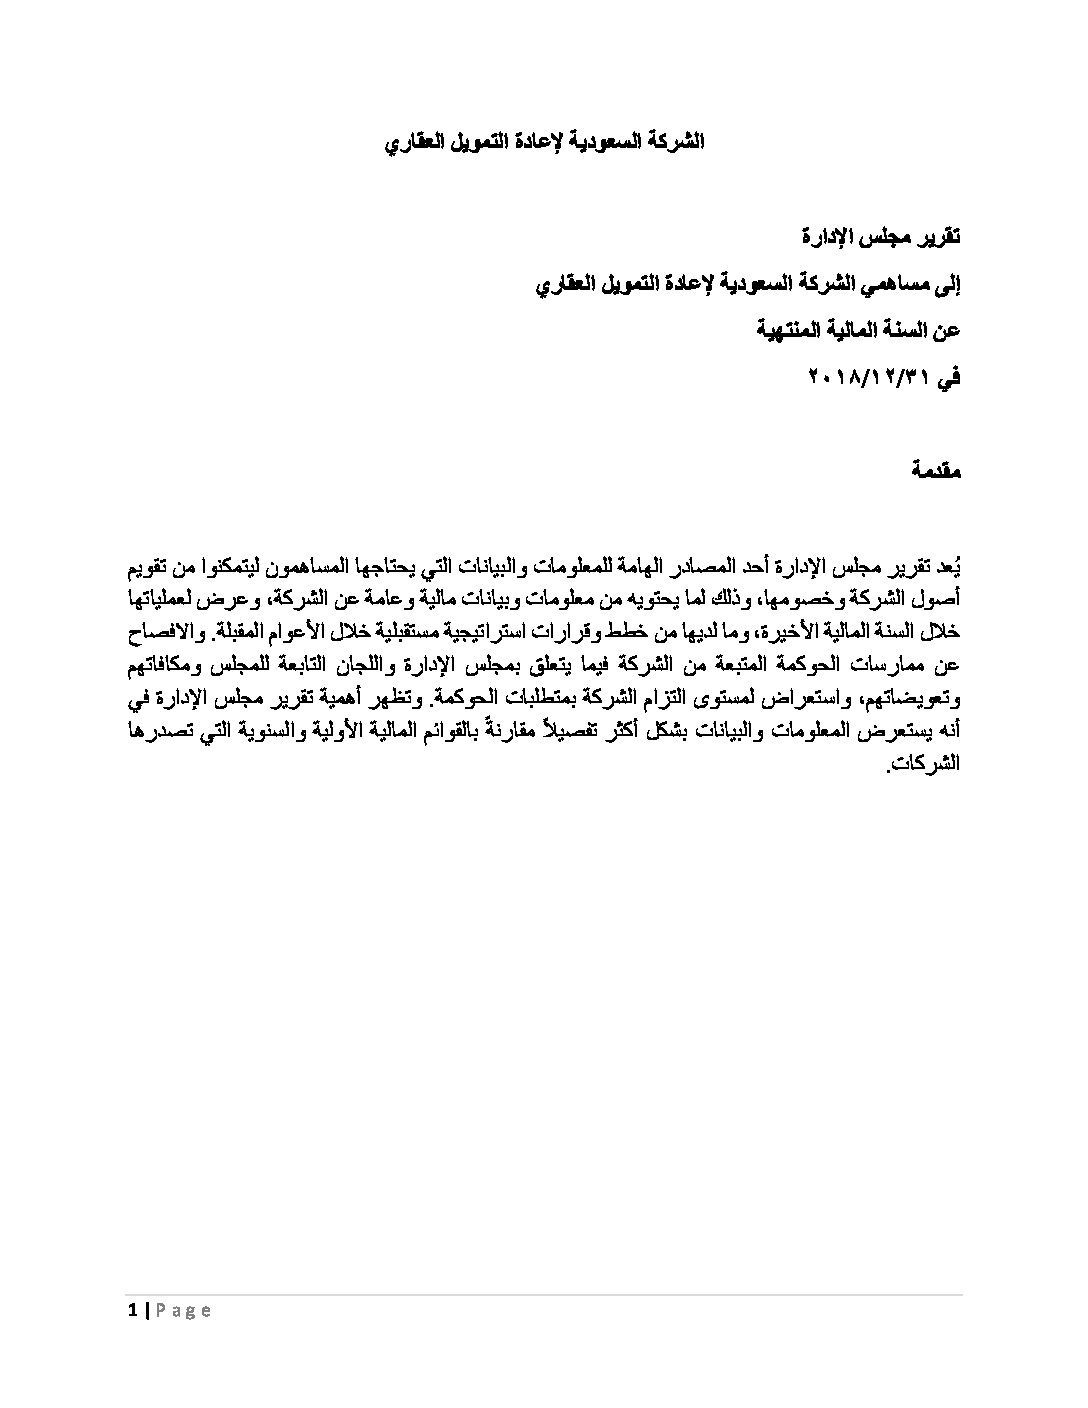 الشركة السعودية لإعادة التمويل العقاري
تقرير مجلس الإدارة
إلى مساهمي الشركة السعودية لإعادة التمويل العقاري
عن السنة المالية المنتهية
في ٢٠١٨/١٢/٣١
مقدمة
يُعد تقرير مجلس الإدارة أحد المصادر الهامة للمعلومات والبيانات التي يحتاجها المساهمون ليتمكنوا من تقويم
أصول الشركة وخصومها، وذلك لما يحتويه من معلومات وبيانات مالية وعامة عن الشركة، وعرض لعملياتها
خلال السنة المالية الأخيرة، وما لديها من خطط وقرارات استراتيجية مستقبلية خلال الأعوام المقبلة. والافصاح
عن ممارسات الحوكمة المتبعة من الشركة فيما يتعلق بمجلس الإدارة واللجان التابعة للمجلس ومكافاتهم
وتعويضاتهم، واستعراض لمستوى التزام الشركة بمتطلبات الحوكمة. وتظهر أهمية تقرير مجلس الإدارة في
أنه يستعرض المعلومات والبيانات بشكل أكثر تفصيلاً مقارنةً بالقوائم المالية الأولية والسنوية التي تصدرها
الشركات.
1 | Page